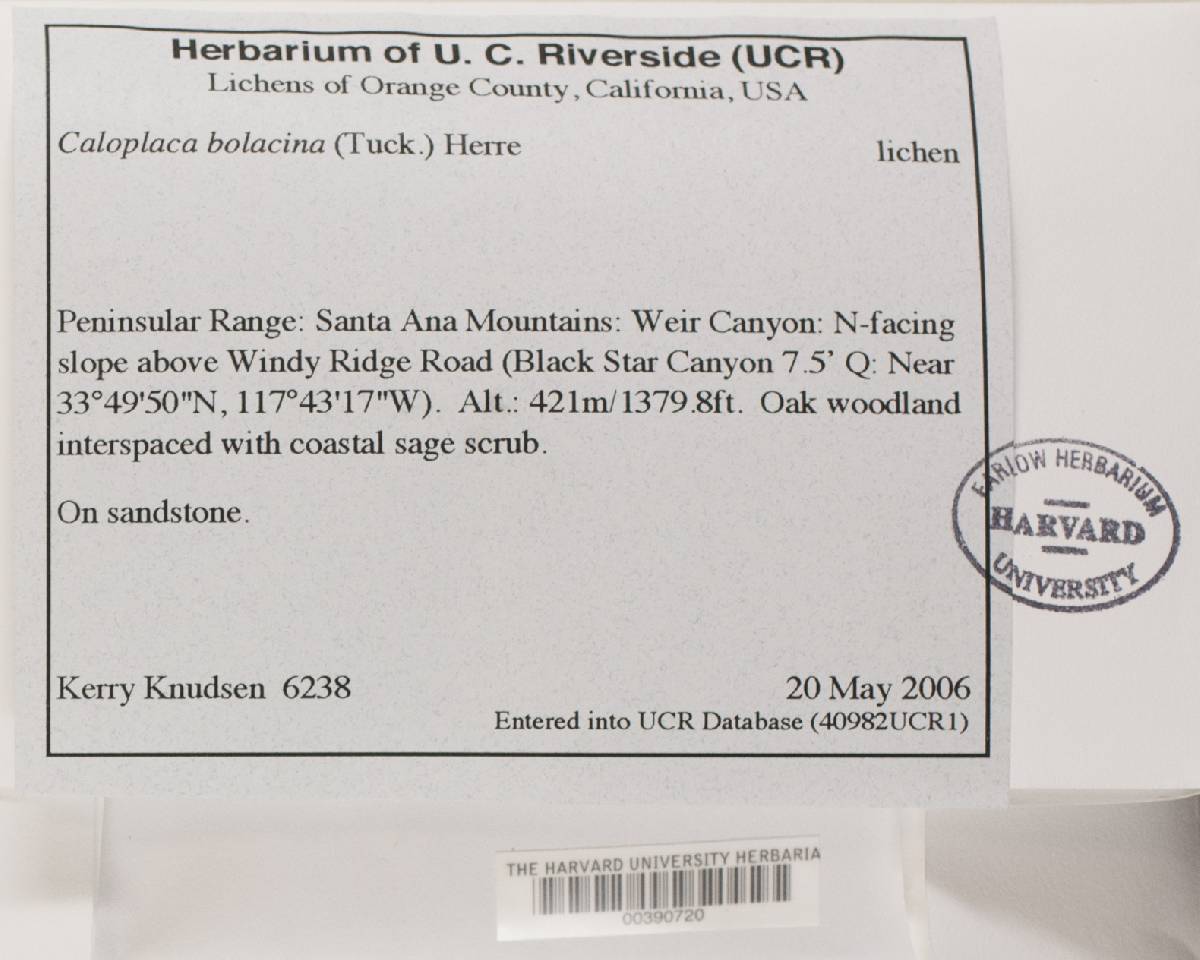 Herbarium of U. C. Riverside (UCR)
Lichens of Orange County, California, USA
Caloplaca bolacina (Tuck.) Herre
lichen
Peninsular Range: Santa Ana Mountains: Weir Canyon: N-facing
slope above Windy Ridge Road (Black Star Canyon 7.5’ Q: Near
33°49'50"N, 117°43'17"W). Alt.: 421m/1379.8ft. Oak woodland
interspaced with coastal sage scrub.
On sandstone.
FARLOW HERBARIUM
HARVARD
UNIVERSITY
Kerry Knudsen 6238
20 May 2006
Entered into UCR Database (40982UCR1)
THE HARVARD UNIVERSITY HERBARIA
00390720